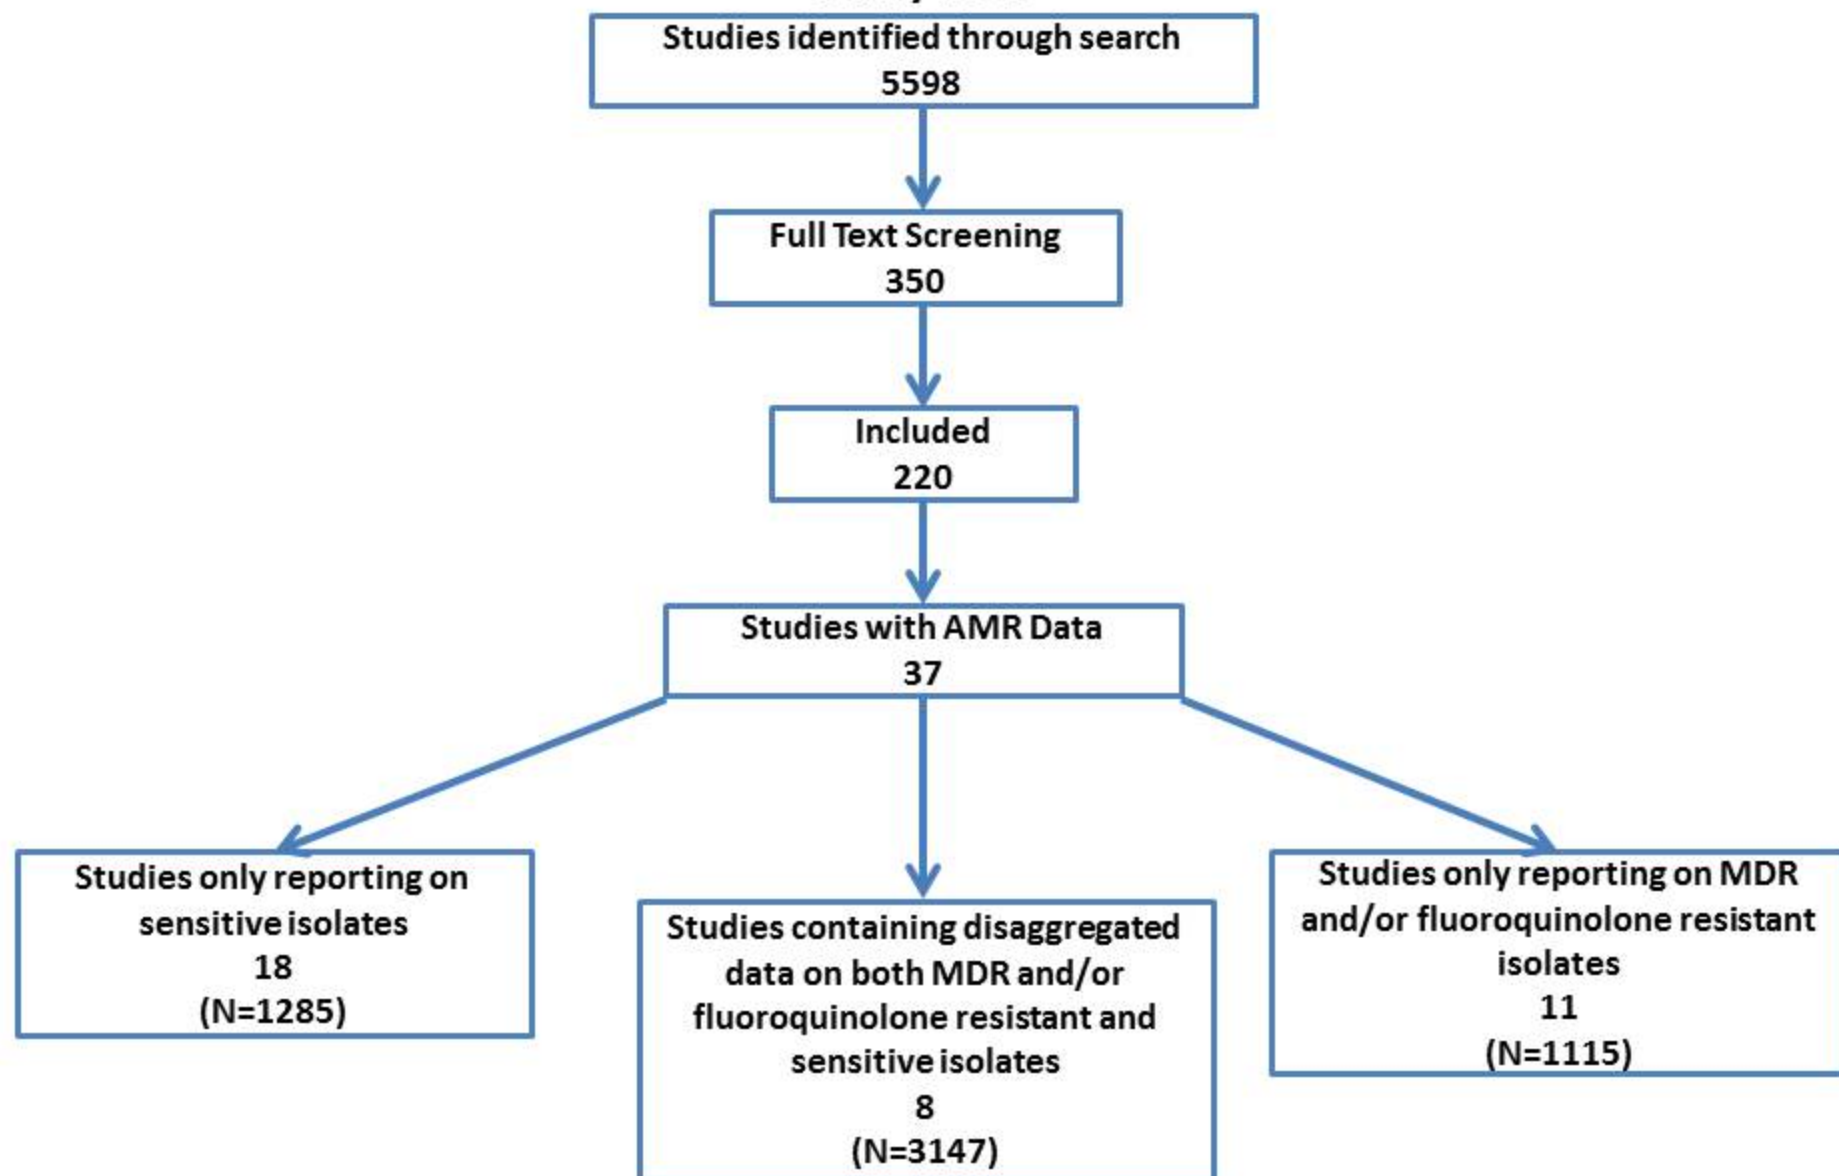 Studies identified through search
5598
Full Text Screening
350
Included
220
Studies with AMR Data
37
Studies only reporting on
sensitive isolates
18
(N=1285)
Studies containing disaggregated
data on both MDR and/or
fluoroquinolone resistant and
sensitive isolates
8
(N=3147)
Studies only reporting on MDR
and/or fluoroquinolone resistant
isolates
11
(N=1115)